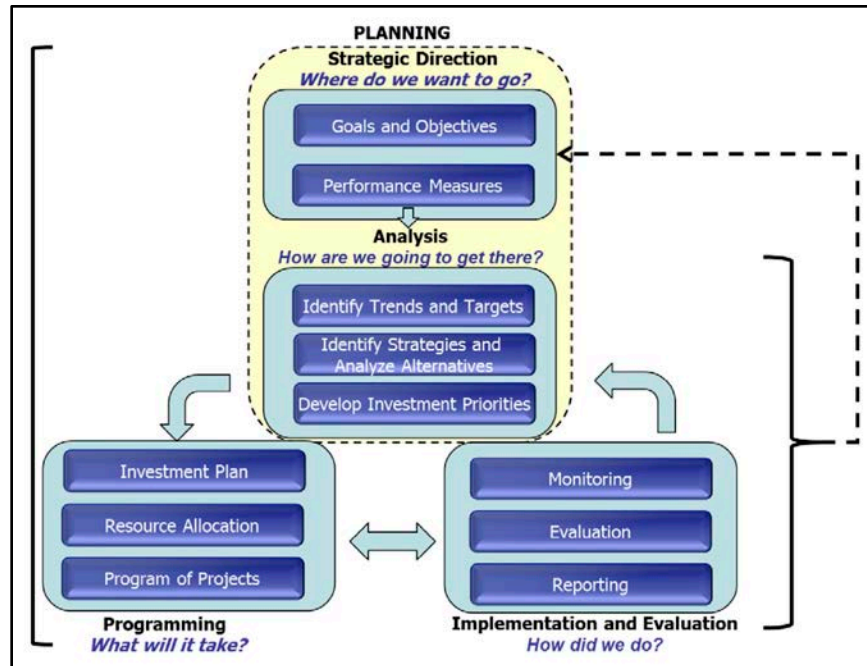 PLANNING
Strategic Direction
Where do we want to go?
Goals and Objectives
Performance Measures
Analysis
How are we going to get there?
Identify Trends and Targets
Identify Strategies and
Analyze Alternatives
Develop Investment Priorities
Investment Plan
Resource Allocation
Program of Projects
Programming
What will it take?
Monitoring
Evaluation
Reporting
Implementation and Evaluation
How did we do?